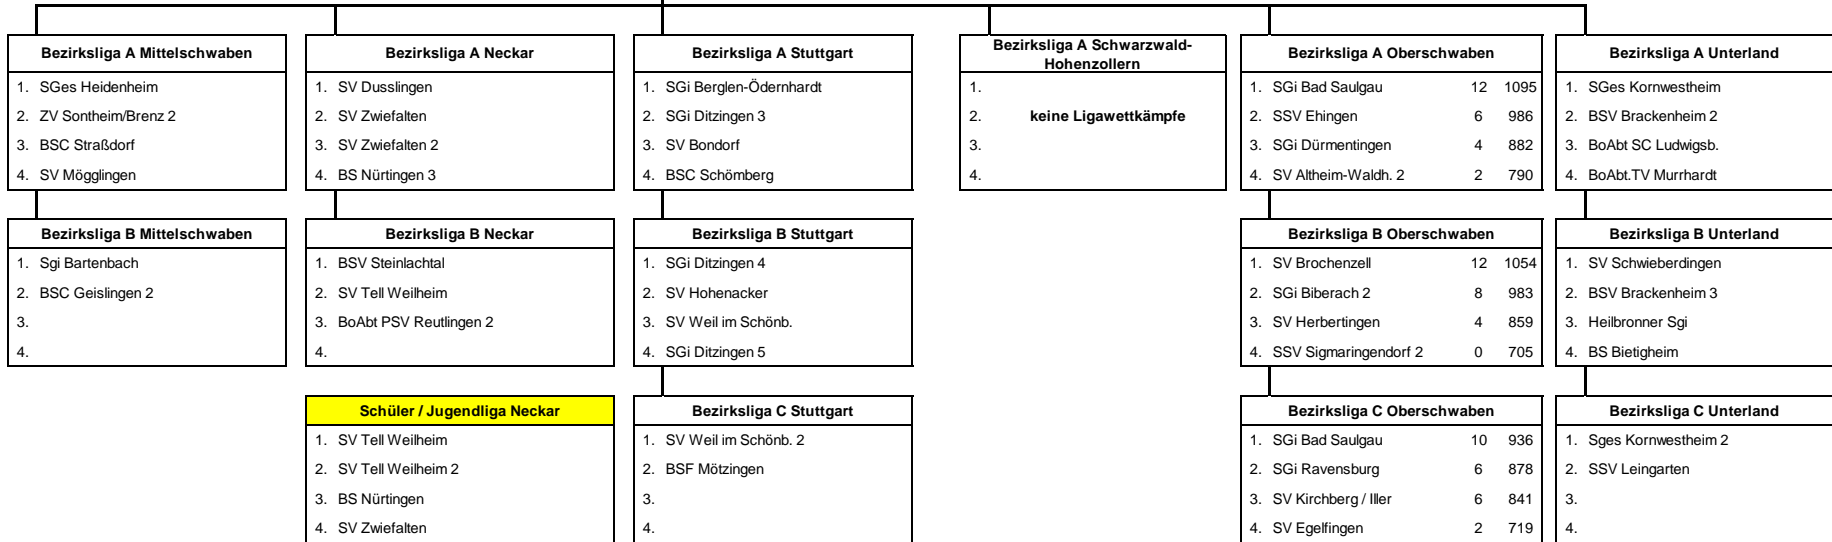 Bezirksliga A Mittelschwaben
1. SGes Heidenheim
2. ZV Sontheim/Brenz 2
3. BSC Straßdorf
4. SV Mögglingen
Bezirksliga A Neckar
1. SV Dusslingen
2. SV Zwiefalten
3. SV Zwiefalten 2
4. BS Nürtingen 3
Bezirksliga A Stuttgart
1. SGi Berglen-Ödernhardt
2. SGi Ditzingen 3
3. SV Bondorf
4. BSC Schömberg
Bezirksliga A Schwarzwald-
Hohenzollern
1.
2. keine Ligawettkämpfe
3.
4.
Bezirksliga A Oberschwaben
1. SGi Bad Saulgau 12 1095
2. SSV Ehingen 6 986
3. SGi Dürmentingen 4 882
4. SV Altheim-Waldh. 2 2 790
Bezirksliga A Unterland
1. SGes Kornwestheim
2. BSV Brackenheim 2
3. BoAbt SC Ludwigsb.
4. BoAbt.TV Murrhardt
Bezirksliga B Mittelschwaben
1. Sgi Bartenbach
2. BSC Geislingen 2
3.
4.
Bezirksliga B Neckar
1. BSV Steinlachtal
2. SV Tell Weilheim
3. BoAbt PSV Reutlingen 2
4.
Bezirksliga B Stuttgart
1. SGi Ditzingen 4
2. SV Hohenacker
3. SV Weil im Schönb.
4. SGi Ditzingen 5
Bezirksliga B Oberschwaben
1. SV Brochenzell 12 1054
2. SGi Biberach 2 8 983
3. SV Herbertingen 4 859
4. SSV Sigmaringendorf 2 0 705
Bezirksliga B Unterland
1. SV Schwieberdingen
2. BSV Brackenheim 3
3. Heilbronner Sgi
4. BS Bietigheim
Schüler / Jugendliga Neckar
1. SV Tell Weilheim
2. SV Tell Weilheim 2
3. BS Nürtingen
4. SV Zwiefalten
Bezirksliga C Stuttgart
1. SV Weil im Schönb. 2
2. BSF Mötzingen
3.
4.
Bezirksliga C Oberschwaben
1. SGi Bad Saulgau 10 936
2. SGi Ravensburg 6 878
3. SV Kirchberg / Iller 6 841
4. SV Egelfingen 2 719
Bezirksliga C Unterland
1. Sges Kornwestheim 2
2. SSV Leingarten
3.
4.